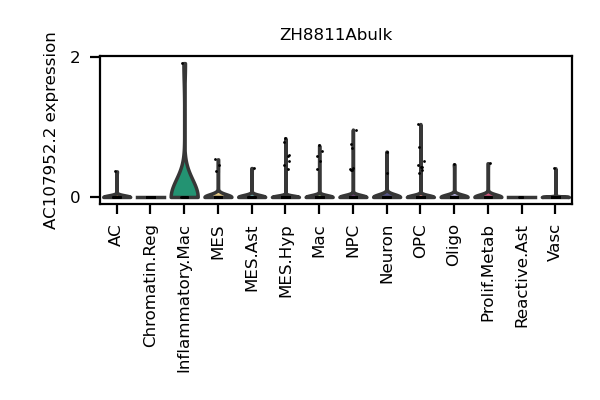 ZH8811Abulk
AC107952.2 expression
2
0
AC
Chromatin.Reg
Inflammatory.Mac
MES
MES.Ast
MES.Hyp
Mac
NPC
Neuron
OPC
Oligo
Prolif.Metab
Reactive.Ast
Vasc